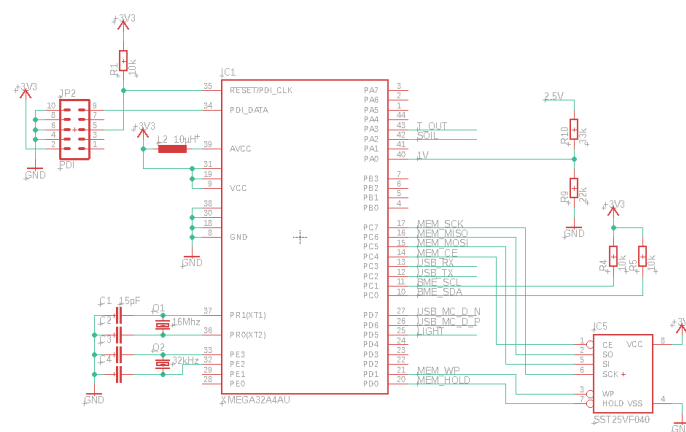 +3V3
R1
10k
IC1
+3V3
JP2
10 9
8 7
6 5
4 3
2 1
PDI
GND
35 RESET/PDI_CLK
34 PDI_DATA
+3V3
L2 10µH
39 AVCC
31
19
9 VCC
38
30
18
8 GND
GND
C1 15pF
C2
C3
C4
GND
Q1
16Mhz
Q2
32kHz
37 PR1(XT1)
36 PR0(XT2)
33 PE3
32 PE2
29 PE1
28 PE0
XMEGA32A4AU
PA7 3
PA6 2
PA5 1
PA4 44
PA3 43 T_OUT
PA2 42 SOIL
PA1 41
PA0 40 1V
PB3 7
PB2 6
PB1 5
PB0 4
PC7 17 MEM_SCK
PC6 16 MEM_MISO
PC5 15 MEM_MOSI
PC4 14 MEM_CE
PC3 13 USB_RX
PC2 12 USB_TX
PC1 11 BME_SCL
PC0 10 BME_SDA
PD7 27 USB_MC_D_N
PD6 26 USB_MC_D_P
PD5 25 LIGHT
PD4 24
PD3 23
PD2 22
PD1 21 MEM_WP
PD0 20 MEM_HOLD
2.5V
R10
33k
R9
22k
GND
+3V3
R4
10k
R5
10k
IC5
1 CE VCC 8
2 SO
5 SI
6 SCK
3 WP
7 HOLD VSS 4
SST25VF040
+3V
GND